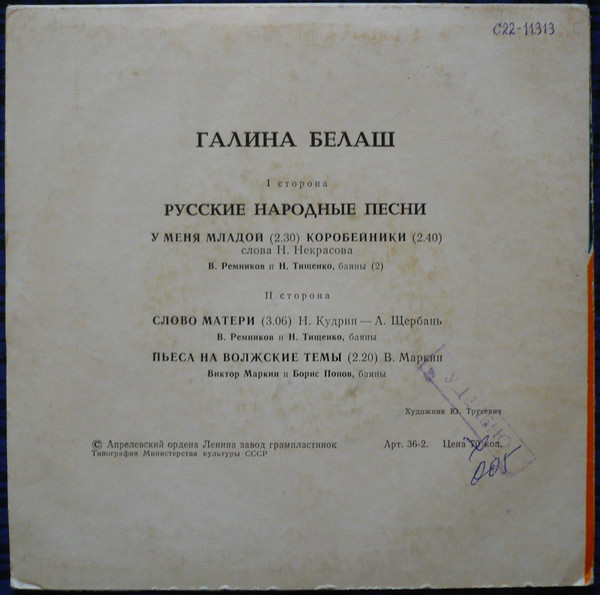 С22-11313
ГАЛИНА БЕЛАШ
I сторона
РУССКИЕ НАРОДНЫЕ ПЕСНИ
У МЕНЯ МЛАДОЙ (2.30) КОРОБЕЙНИКИ (2.40)
слова Н. Некрасова
В. Ремников и Н. Тищенко, баяны (2)
II сторона
СЛОВО МАТЕРИ (3.06) Н. Кудрин — А. Щербань
В. Ремников и Н. Тищенко, баяны
ПЬЕСА НА ВОЛЖСКИЕ ТЕМЫ (2.20) В. Маркин
Виктор Маркин и Борис Попов, баяны
Художник Ю. Трусевич
© Апрелевский ордена Ленина завод грампластинок Арт. 36-2. Цена 70 коп.
Типография Министерства культуры СССР
005